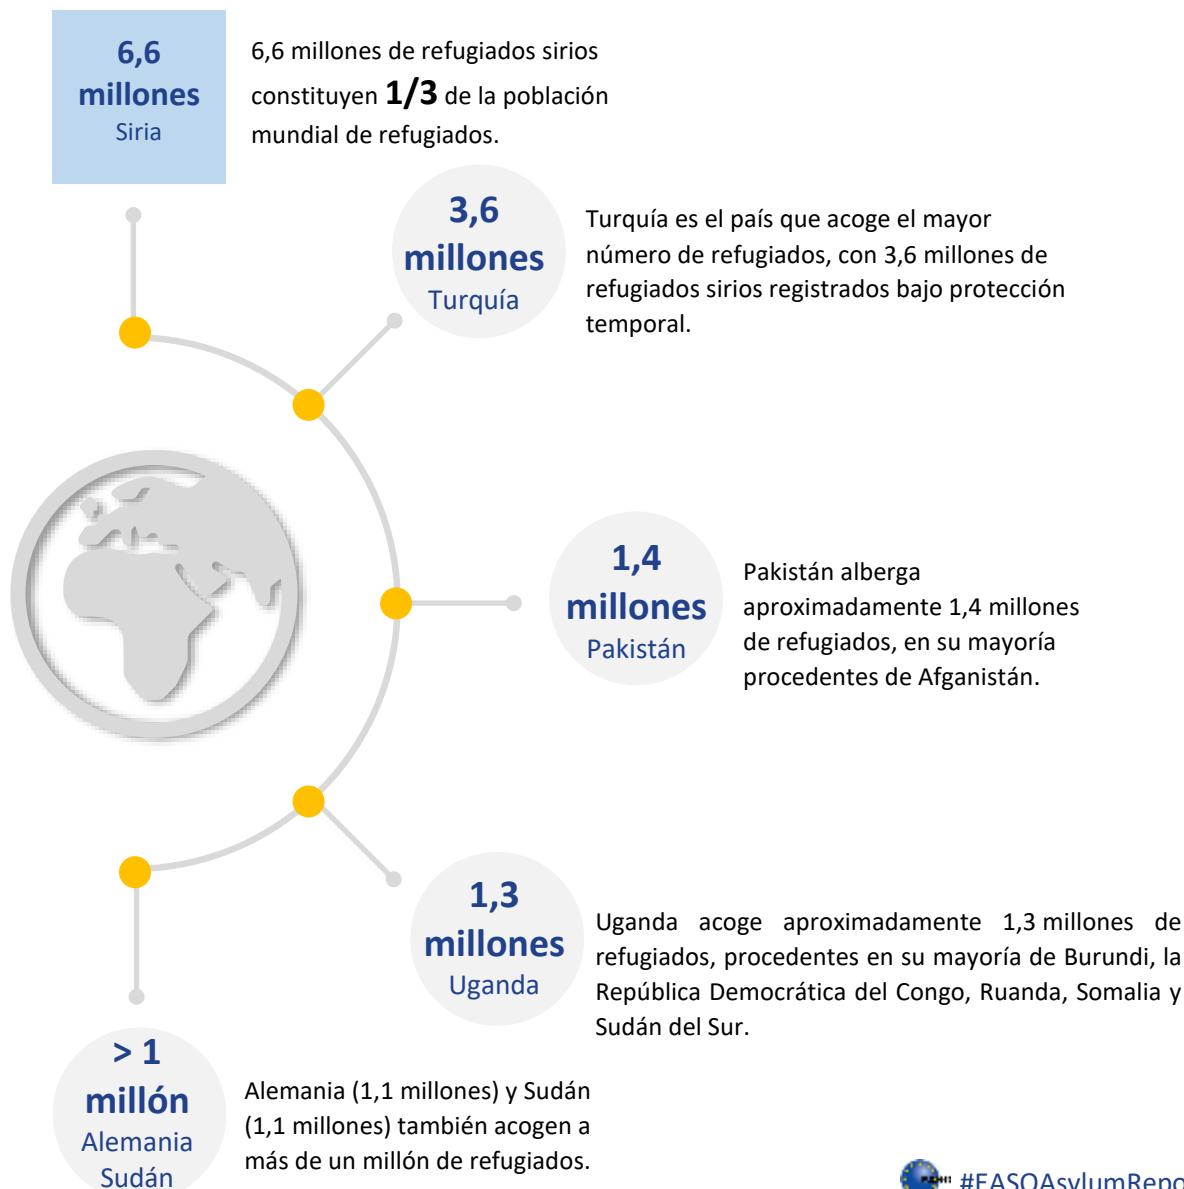 6,6
millones
Siria
6,6 millones de refugiados sirios
constituyen 1/3 de la población
mundial de refugiados.
3,6
millones
Turquía
Turquía es el país que acoge el mayor
número de refugiados, con 3,6 millones de
refugiados sirios registrados bajo protección
temporal.
1,4
millones
Pakistán
Pakistán alberga
aproximadamente 1,4 millones
de refugiados, en su mayoría
procedentes de Afganistán.
1,3
millones
Uganda
Uganda acoge aproximadamente 1,3 millones de
refugiados, procedentes en su mayoría de Burundi, la
República Democrática del Congo, Ruanda, Somalia y
Sudán del Sur.
> 1
millón
Alemania
Sudán
Alemania (1,1 millones) y Sudán
(1,1 millones) también acogen a
más de un millón de refugiados.
#EASOAsylumRepo